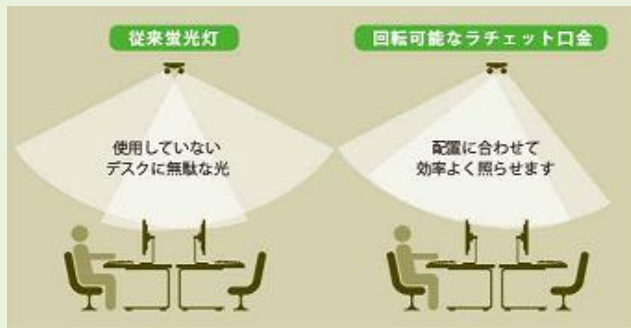 従来蛍光灯
使用していない
デスクに無駄な光
回転可能なラチェット口金
配置に合わせて
効率よく照らせます